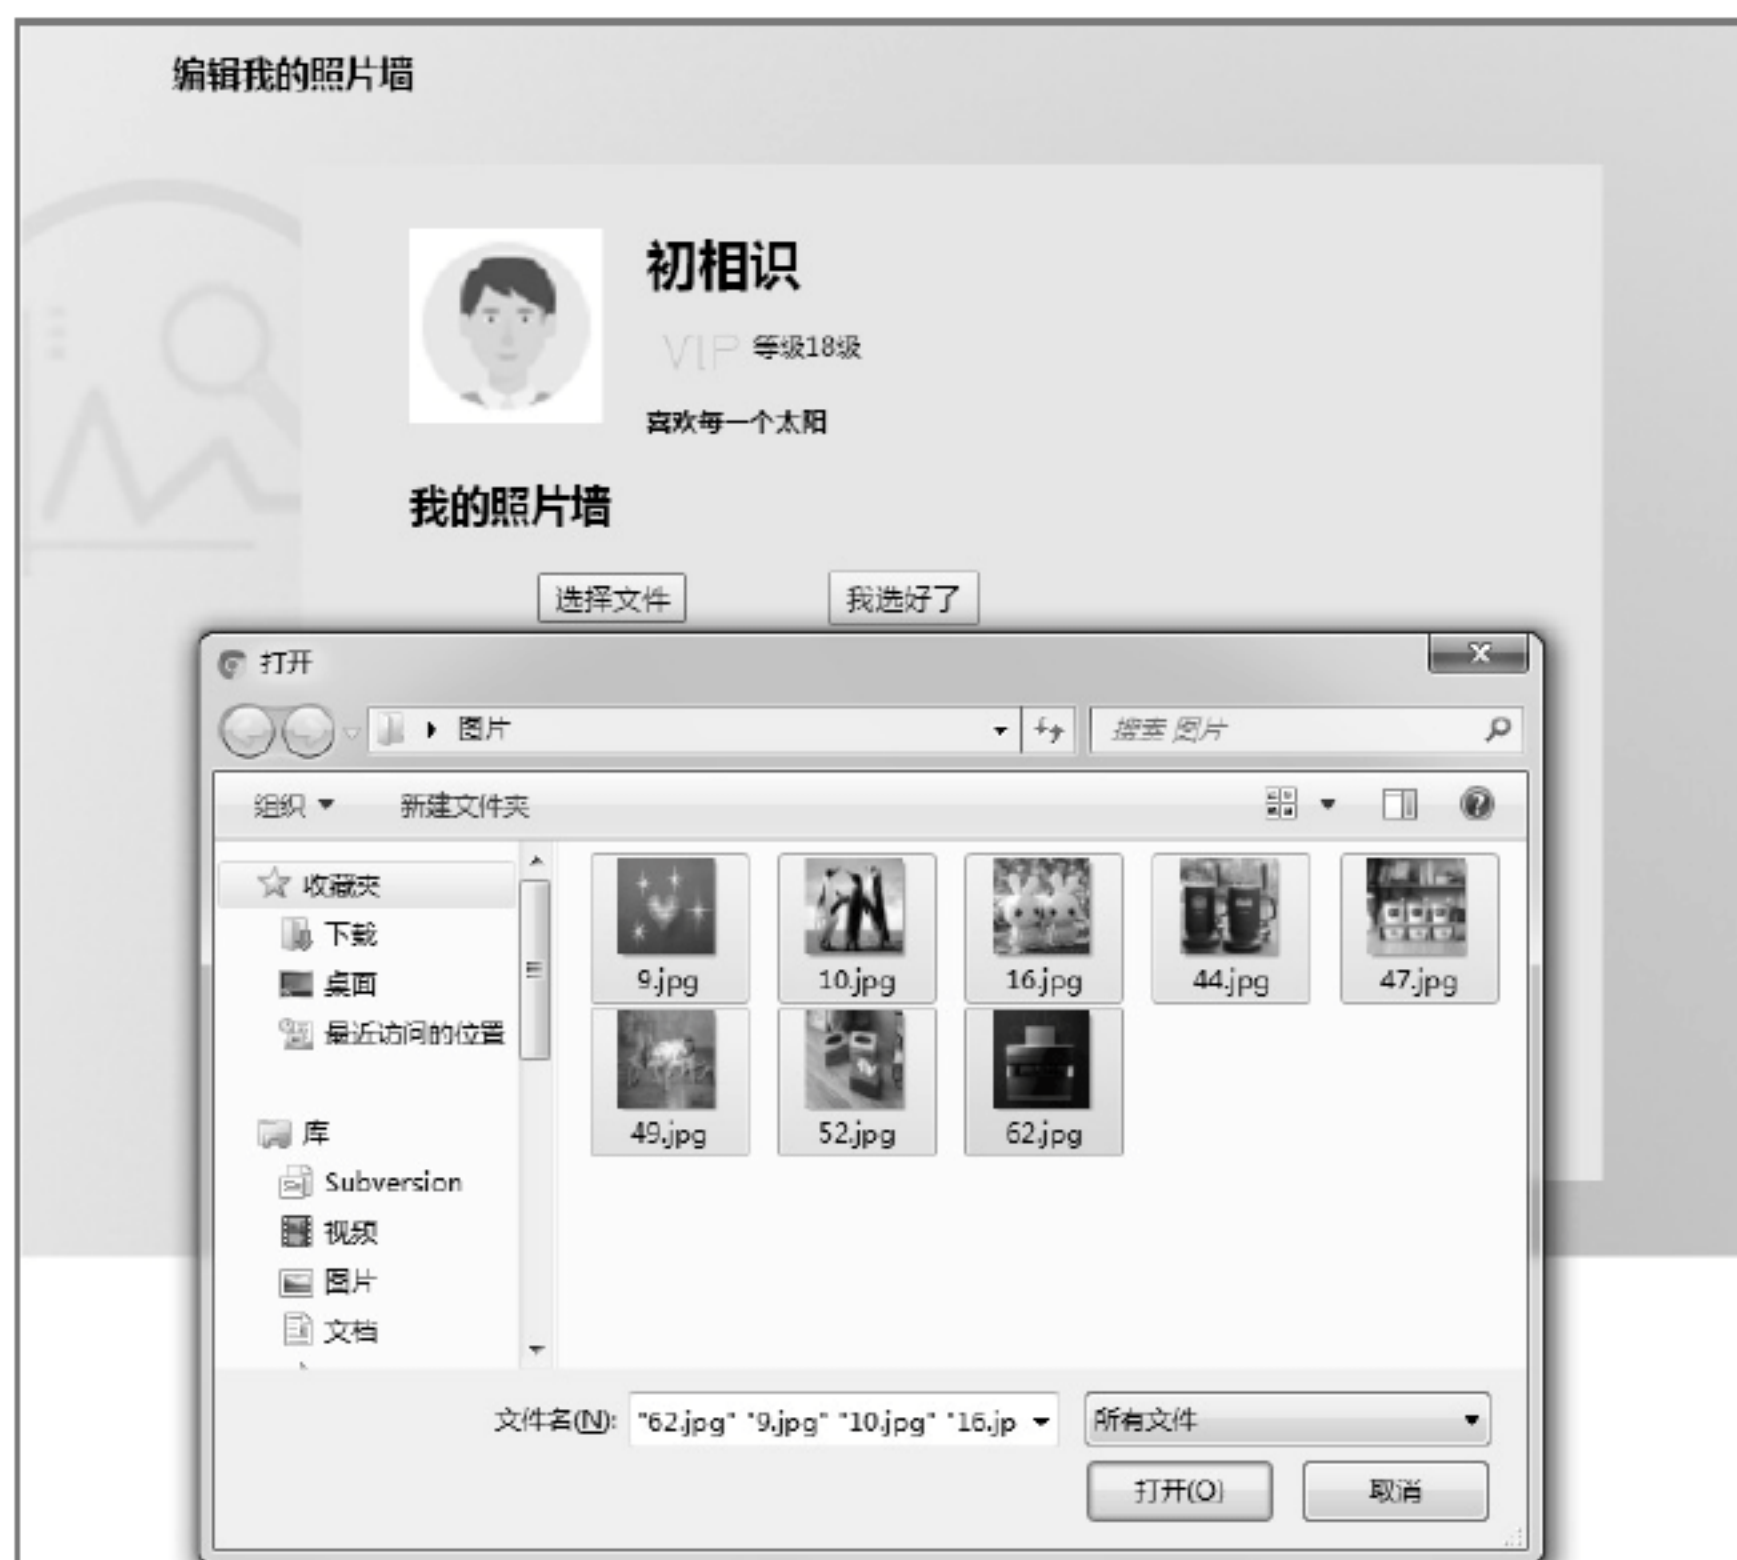 编辑我的照片墙
初相识
VIP 等级18级
喜欢每一个太阳
我的照片墙
选择文件 我选好了
打开
图片 搜索 图片
组织 新建文件夹
收藏夹
下载
桌面
最近访问的位置
库
Subversion
视频
图片
文档
9.jpg 10.jpg 16.jpg 44.jpg 47.jpg
49.jpg 52.jpg 62.jpg
文件名(N): "62.jpg" "9.jpg" "10.jpg" "16.jp 所有文件
打开(O) 取消